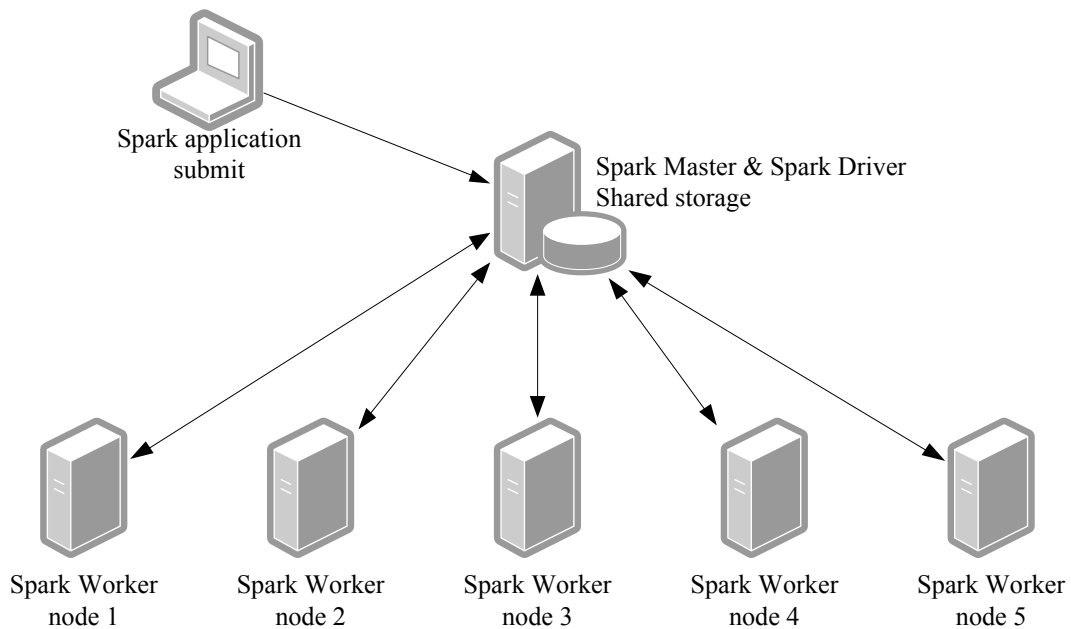 Spark application
submit
Spark Master & Spark Driver
Shared storage
Spark Worker
node 1
Spark Worker
node 2
Spark Worker
node 3
Spark Worker
node 4
Spark Worker
node 5